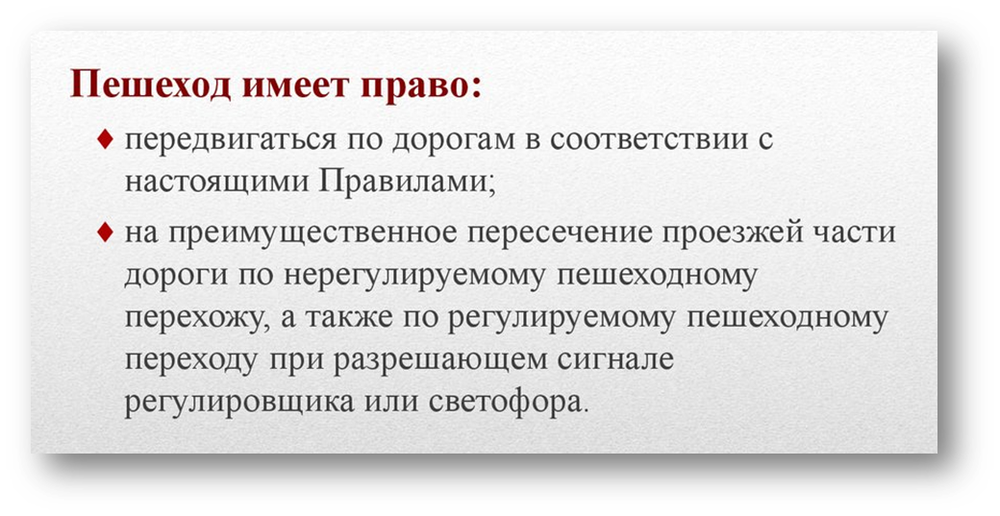 Пешеход имеет право:
♦ передвигаться по дорогам в соответствии с
настоящими Правилами;
♦ на преимущественное пересечение проезжей части
дороги по нерегулируемому пешеходному
перехожу, а также по регулируемому пешеходному
переходу при разрешающем сигнале
регулировщика или светофора.